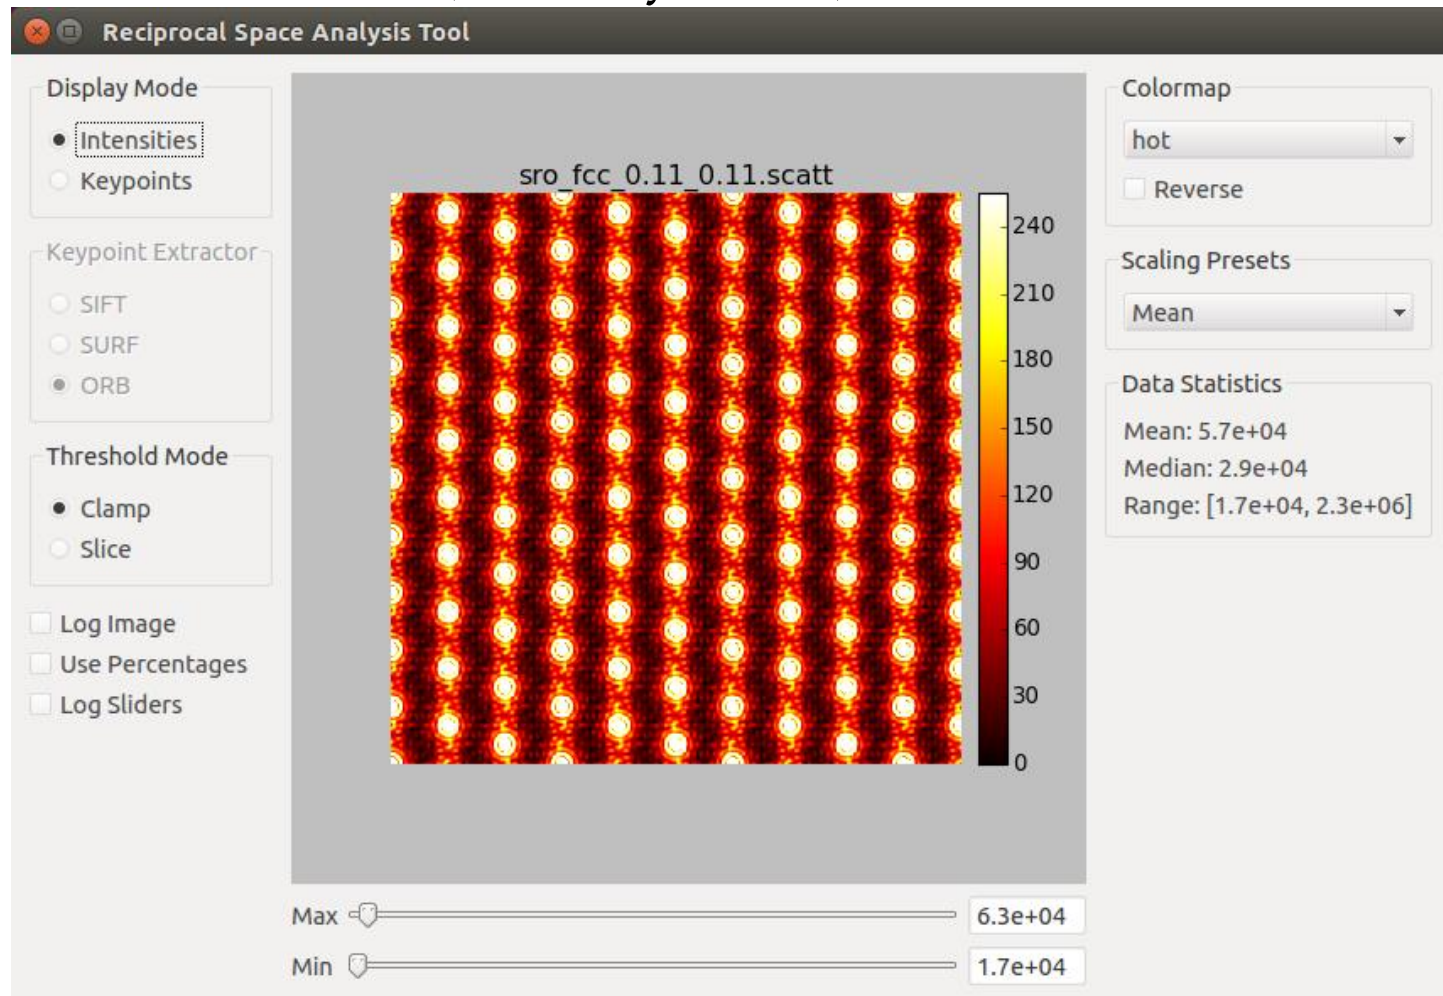 Reciprocal Space Analysis Tool
Display Mode
Intensities
Keypoints
Keypoint Extractor
SIFT
SURF
ORB
Threshold Mode
Clamp
Slice
Log Image
Use Percentages
Log Sliders
sro_fcc_0.11_0.11.scatt
240
210
180
150
120
90
60
30
0
Max 6.3e+04
Min 1.7e+04
Colormap
hot
Reverse
Scaling Presets
Mean
Data Statistics
Mean: 5.7e+04
Median: 2.9e+04
Range: [1.7e+04, 2.3e+06]